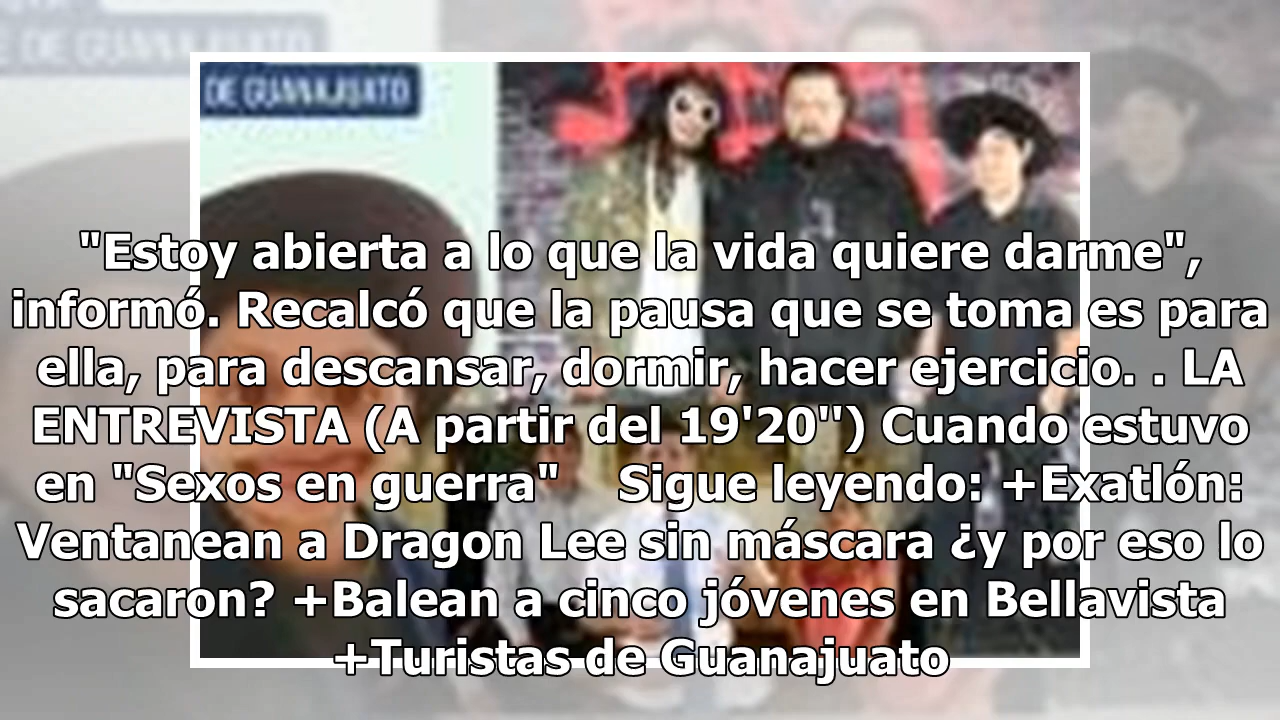 DE GUANAJUATO
E DE GUANAJUATO
"Estoy abierta a lo que la vida quiere darme",
informó. Recalcó que la pausa que se toma es para
ella, para descansar, dormir, hacer ejercicio. . LA
ENTREVISTA (A partir del 19'20'') Cuando estuvo
en "Sexos en guerra"    Sigue leyendo: +Exatlón:
Ventanean a Dragon Lee sin máscara ¿y por eso lo
sacaron? +Balean a cinco jóvenes en Bellavista
+Turistas de Guanajuato